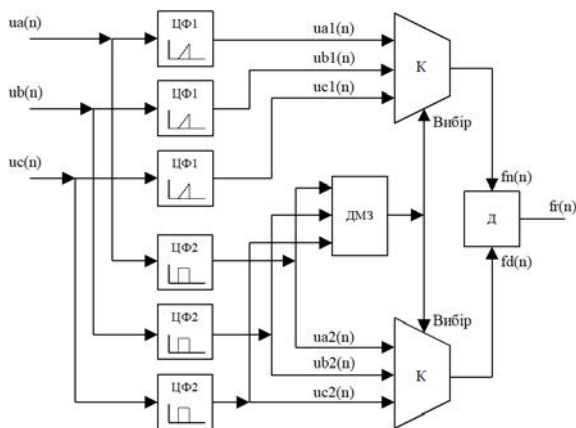 ua(n)
ЦФ1
ua1(n)
ub(n)
ЦФ1
ub1(n)
К
uc1(n)
Вибір
uc(n)
ЦФ1
fn(n)
ДМЗ
Д
fr(n)
ЦФ2
fd(n)
ЦФ2
Вибір
ua2(n)
ub2(n)
К
ЦФ2
uc2(n)